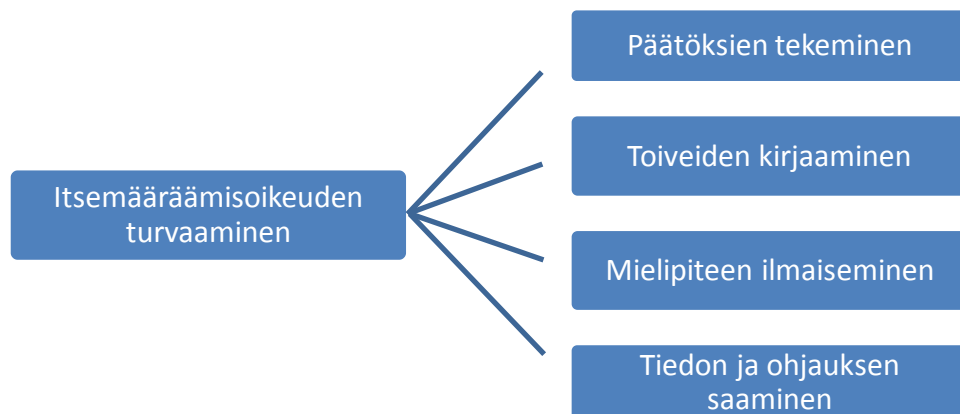 Itsemääräämisoikeuden
turvaaminen
Päätöksien tekeminen
Toiveiden kirjaaminen
Mielipiteen ilmaiseminen
Tiedon ja ohjauksen
saaminen